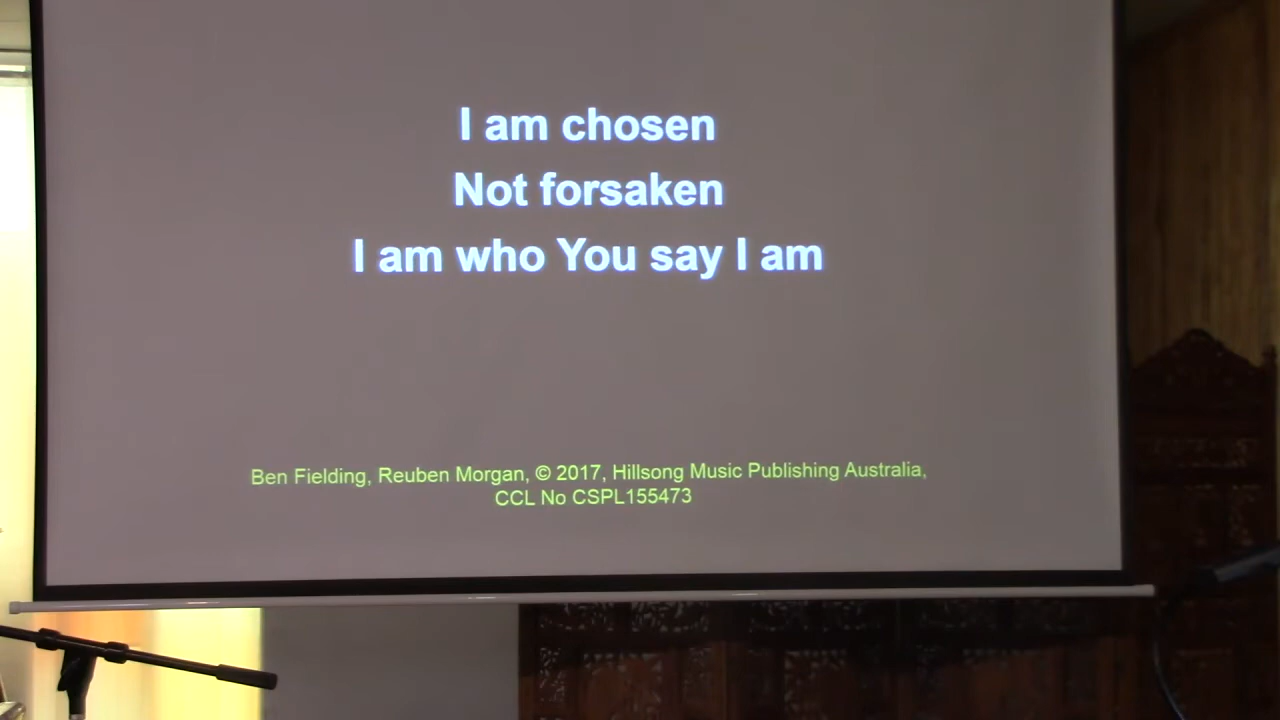 I am chosen
Not forsaken
I am who You say I am
Ben Fielding, Reuben Morgan, © 2017, Hillsong Music Publishing Australia,
CCL No CSPL155473